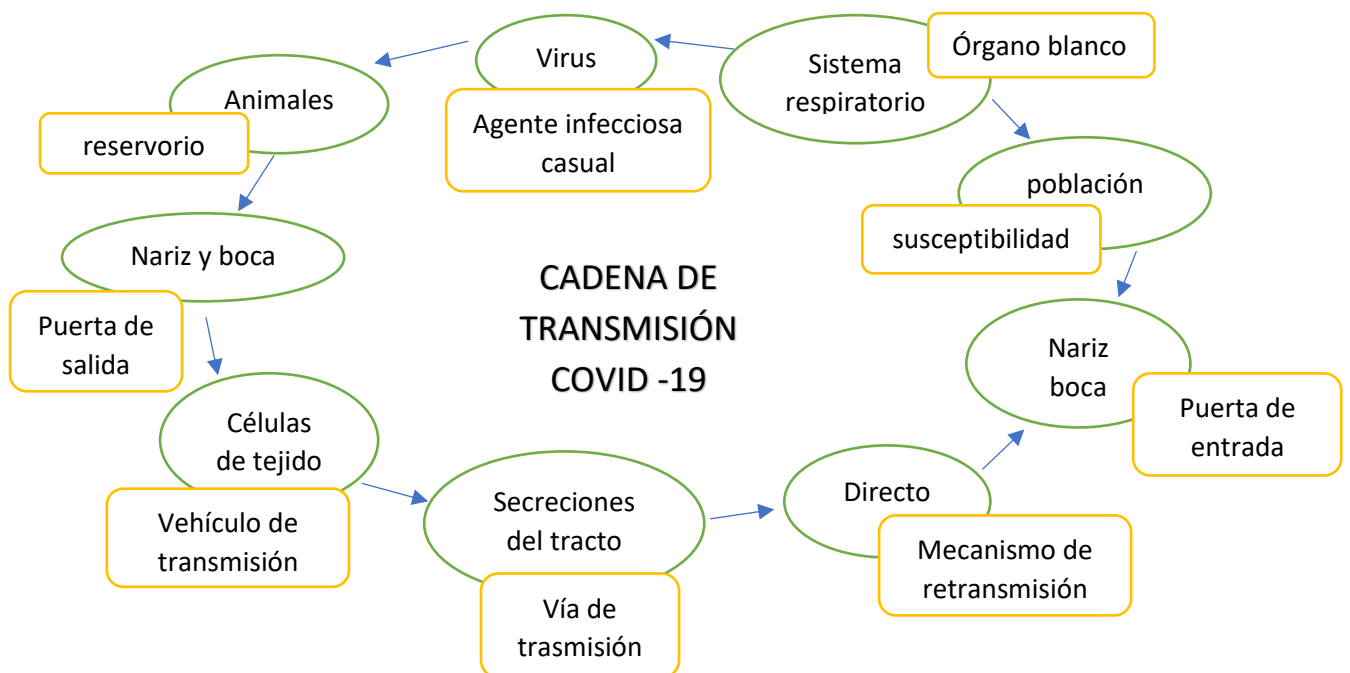 Órgano blanco
Virus
Sistema
respiratorio
Animales
Agente infecciosa
casual
reservorio
población
susceptibilidad
Nariz y boca
CADENA DE
TRANSMISIÓN
COVID -19
Puerta de
salida
Nariz
boca
Puerta de
entrada
Células
de tejido
Directo
Secreciones
del tracto
Vehículo de
transmisión
Mecanismo de
retransmisión
Vía de
trasmisión